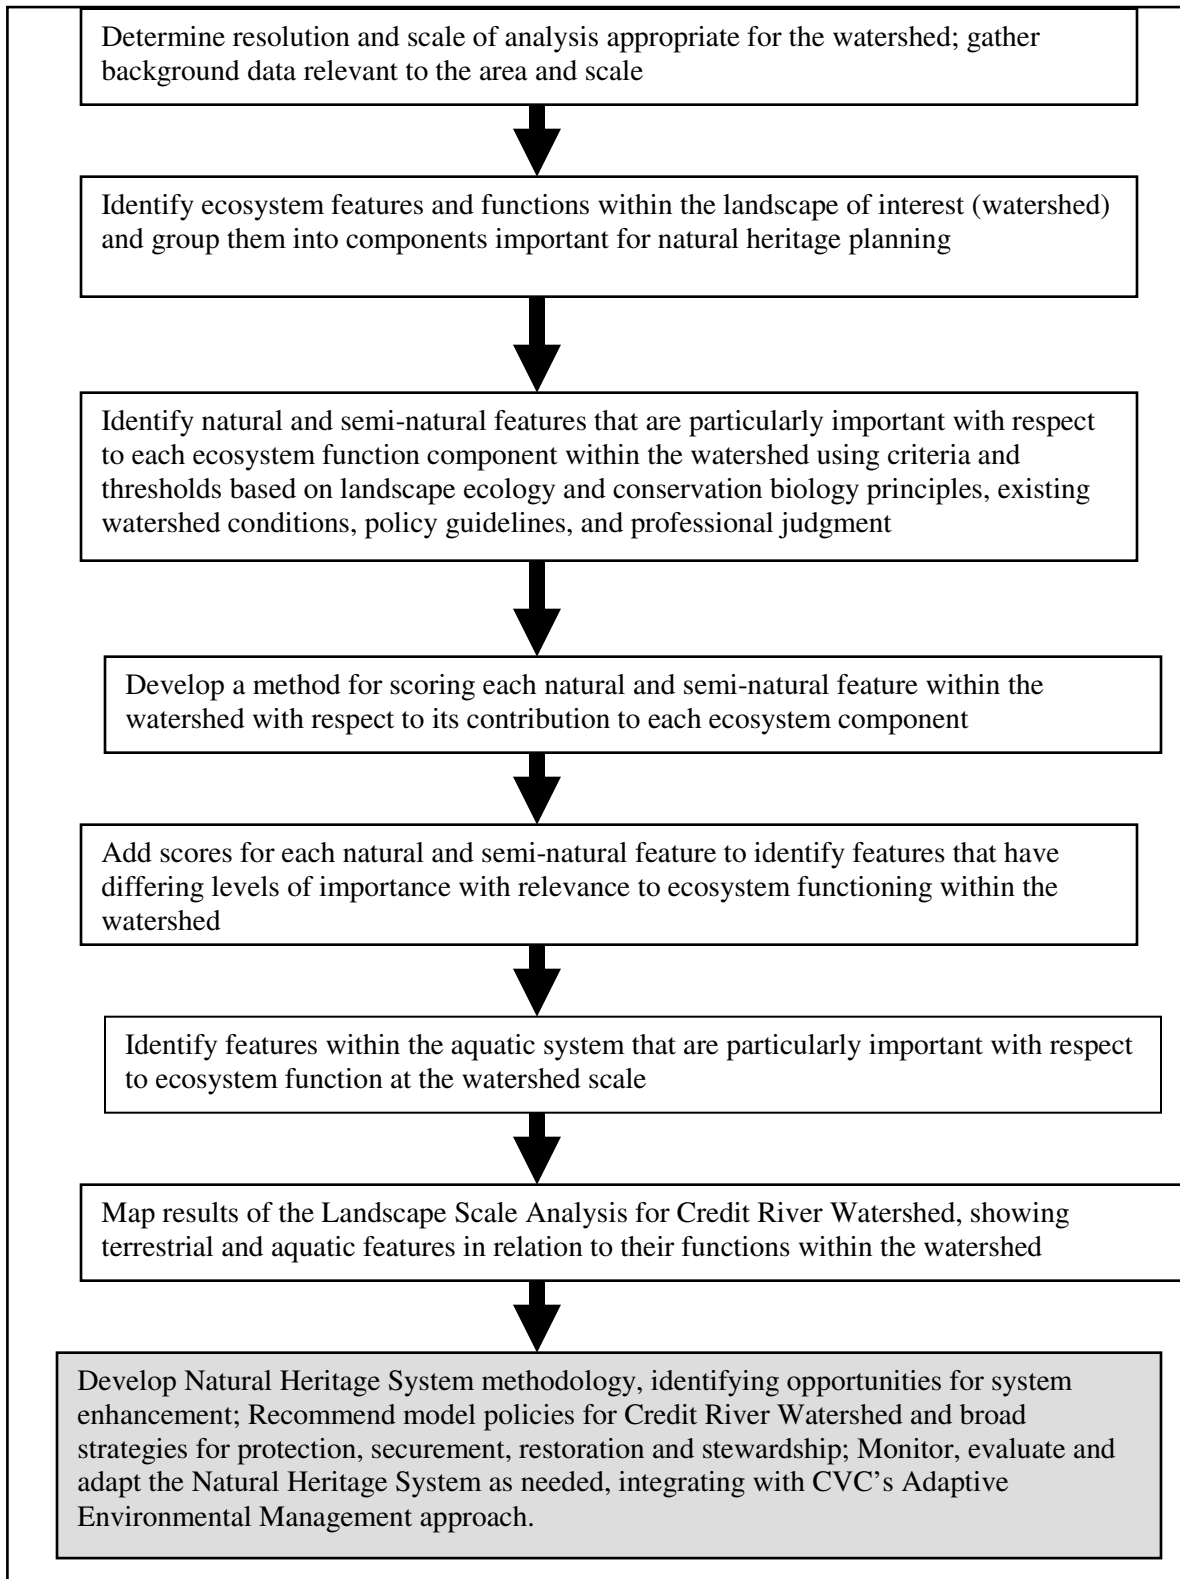 Determine resolution and scale of analysis appropriate for the watershed; gather
background data relevant to the area and scale
Identify ecosystem features and functions within the landscape of interest (watershed)
and group them into components important for natural heritage planning
Identify natural and semi-natural features that are particularly important with respect
to each ecosystem function component within the watershed using criteria and
thresholds based on landscape ecology and conservation biology principles, existing
watershed conditions, policy guidelines, and professional judgment
Develop a method for scoring each natural and semi-natural feature within the
watershed with respect to its contribution to each ecosystem component
Add scores for each natural and semi-natural feature to identify features that have
differing levels of importance with relevance to ecosystem functioning within the
watershed
Identify features within the aquatic system that are particularly important with respect
to ecosystem function at the watershed scale
Map results of the Landscape Scale Analysis for Credit River Watershed, showing
terrestrial and aquatic features in relation to their functions within the watershed
Develop Natural Heritage System methodology, identifying opportunities for system
enhancement; Recommend model policies for Credit River Watershed and broad
strategies for protection, securement, restoration and stewardship; Monitor, evaluate and
adapt the Natural Heritage System as needed, integrating with CVC's Adaptive
Environmental Management approach.